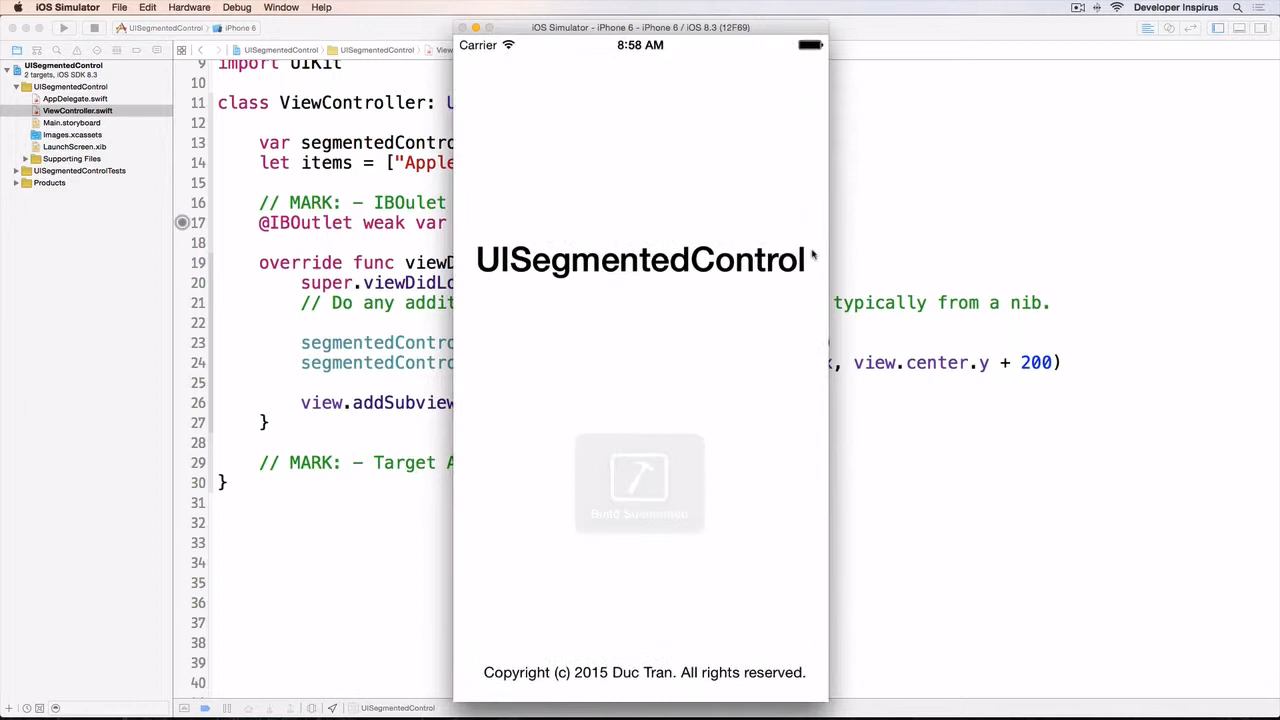 iOS Simulator File Edit Hardware Debug Window Help Developer Inspirus
UISegmentedControl iPhone 6
iOS Simulator - iPhone 6 - iPhone 6 / iOS 8.3 (12F69)
UISegmentedControl UISegmentedControl Vie
UISegmentedControl
2 targets, iOS SDK 8.3
UISegmentedControl
AppDelegate.swift
ViewController.swift
Main.storyboard
Images.xcassets
LaunchScreen.xib
Supporting Files
UISegmentedControlTests
Products
9 import UIKit
10
11 class ViewController: U
12
13 var segmentedContro
14 let items = ["Apple
15
16 // MARK: - IBOulet
17 @IBOutlet weak var
18
19 override func viewD
20 super.viewDidLo
21 // Do any addit typically from a nib.
22
23 segmentedContro )
24 segmentedContro x, view.center.y + 200)
25
26 view.addSubview
27 }
28
29 // MARK: - Target A
30 }
31
32
33
34
35
36
37
38
39
40
Carrier 8:58 AM
UISegmentedControl
Build Succeeded
Copyright (c) 2015 Duc Tran. All rights reserved.
UISegmentedControl